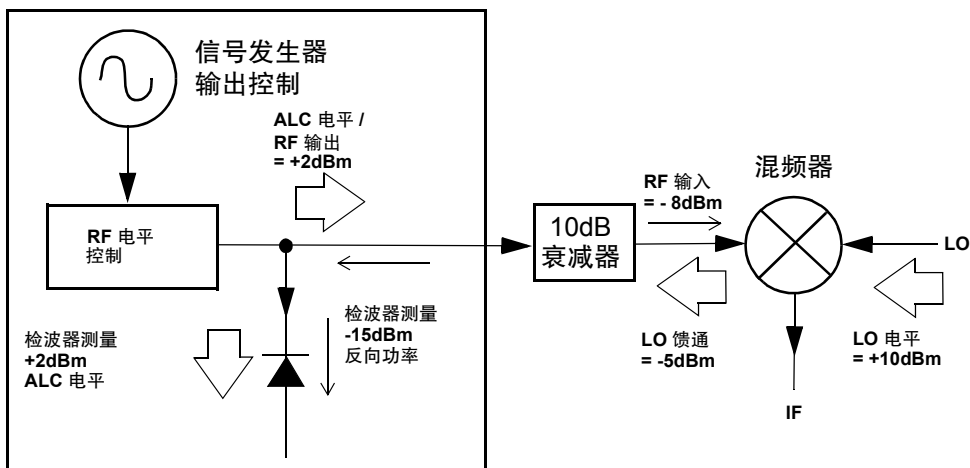 信号发生器
输出控制
ALC 电平 /
RF 输出
= +2dBm
RF 电平
控制
检波器测量
+2dBm
ALC 电平
检波器测量
-15dBm
反向功率
10dB
衰减器
RF 输入
= - 8dBm
混频器
LO
LO 馈通
= -5dBm
LO 电平
= +10dBm
IF